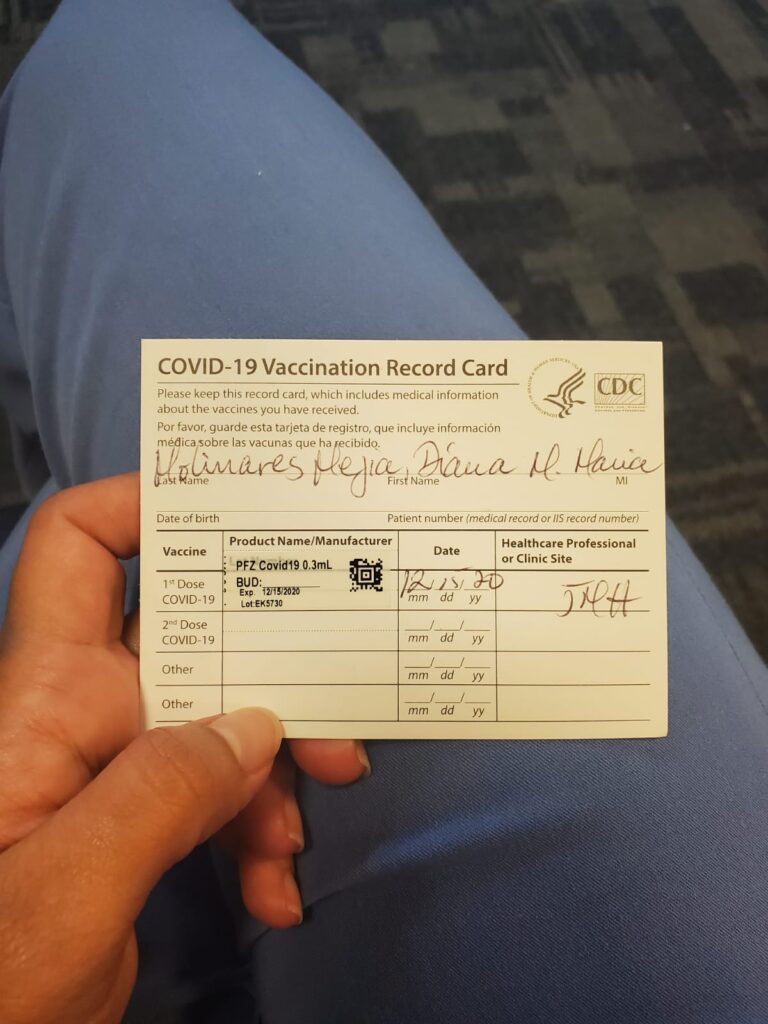 COVID-19 Vaccination Record Card
Please keep this record card, which includes medical information
about the vaccines you have received.
Por favor, guarde esta tarjeta de registro, que incluye información
médica sobre las vacunas que ha recibido.
CDC
Molinares Mejia, Diana M. Maria
Last Name First Name MI
Date of birth Patient number (medical record or IIS record number)
Vaccine Product Name/Manufacturer Date Healthcare Professional
or Clinic Site
1st Dose
COVID-19
PFZ Covid19 0.3mL
BUD:
Exp. 12/15/2020
Lot:EK5730
12/15/20
mm dd yy
JMH
2nd Dose
COVID-19
mm dd yy
Other
mm dd yy
Other
mm dd yy